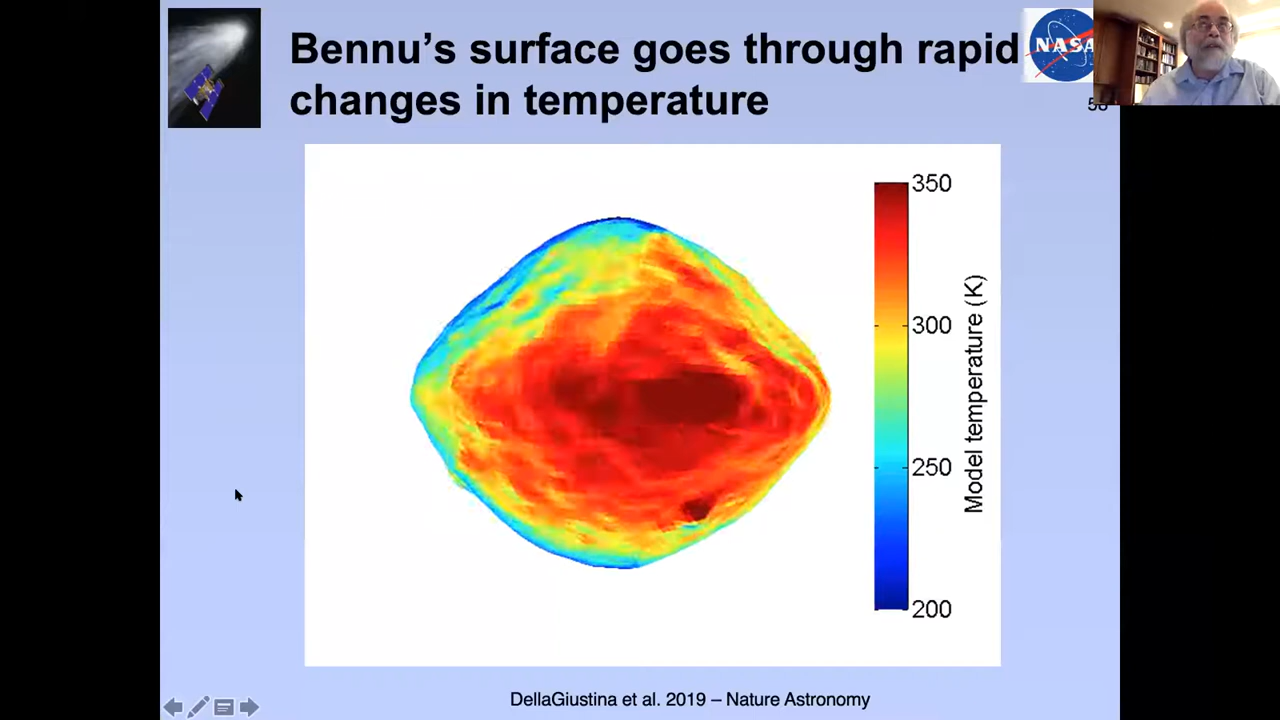 Bennu’s surface goes through rapid
changes in temperature
NASA
350
300
250
200
Model temperature (K)
DellaGiustina et al. 2019 – Nature Astronomy